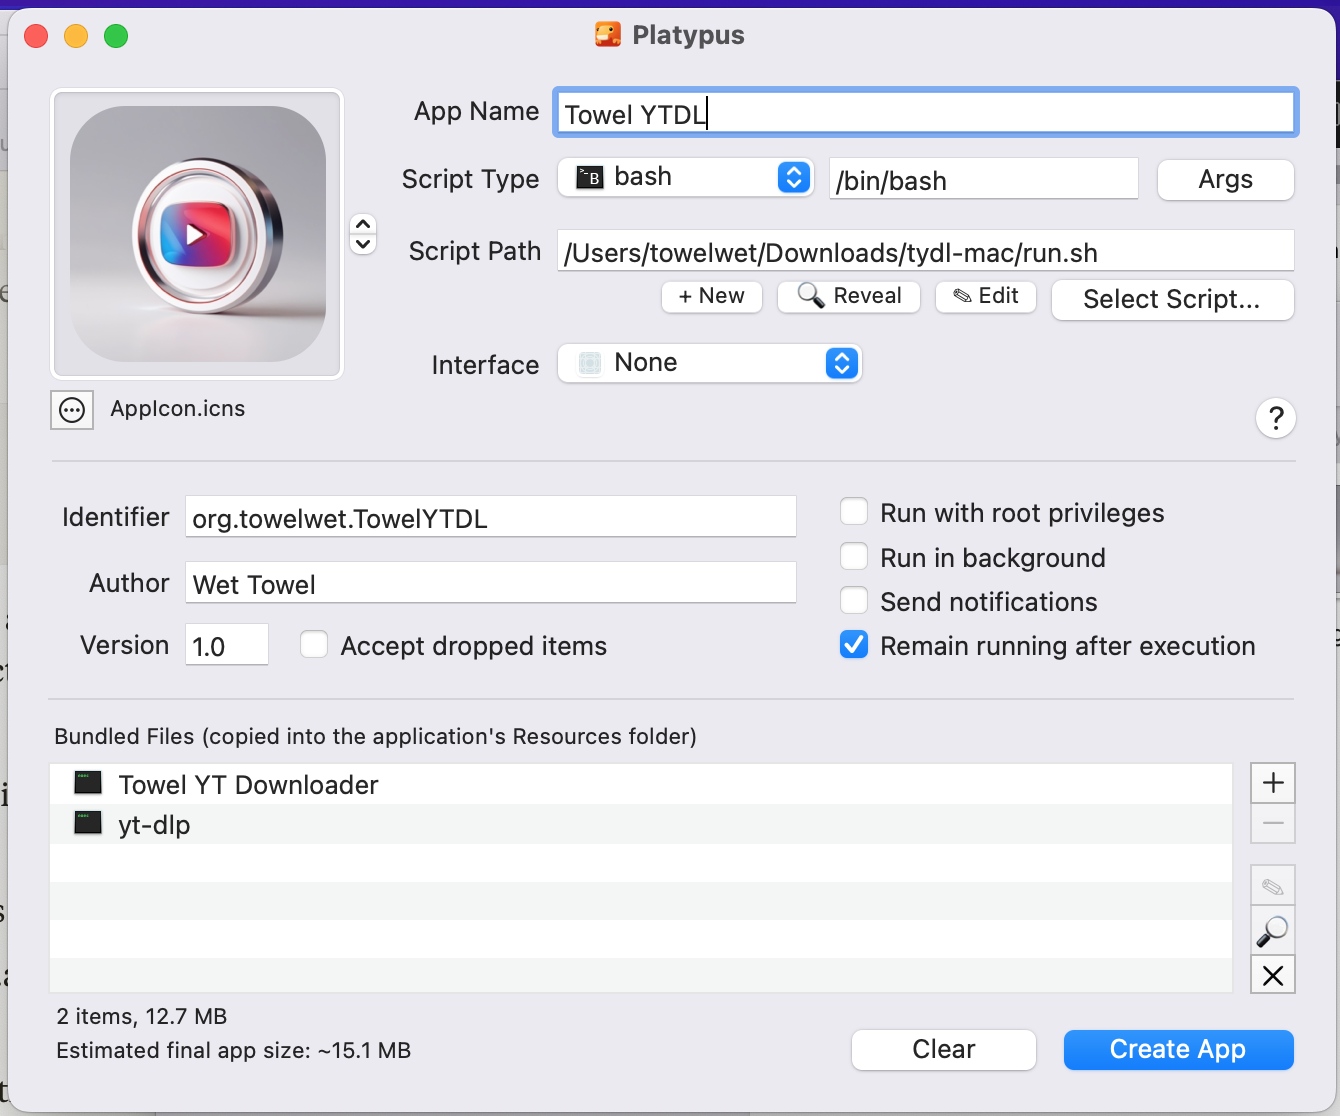 Platypus
App Name
Towel YTDL
Script Type
bash
/bin/bash
Args
Script Path
/Users/towelwet/Downloads/tydl-mac/run.sh
+ New
Reveal
Edit
Select Script...
Interface
None
AppIcon.icns
?
Identifier
org.towelwet.TowelYTDL
Run with root privileges
Run in background
Author
Wet Towel
Send notifications
Version
1.0
Accept dropped items
Remain running after execution
Bundled Files (copied into the application's Resources folder)
Towel YT Downloader
yt-dlp
2 items, 12.7 MB
Estimated final app size: ~15.1 MB
Clear
Create App